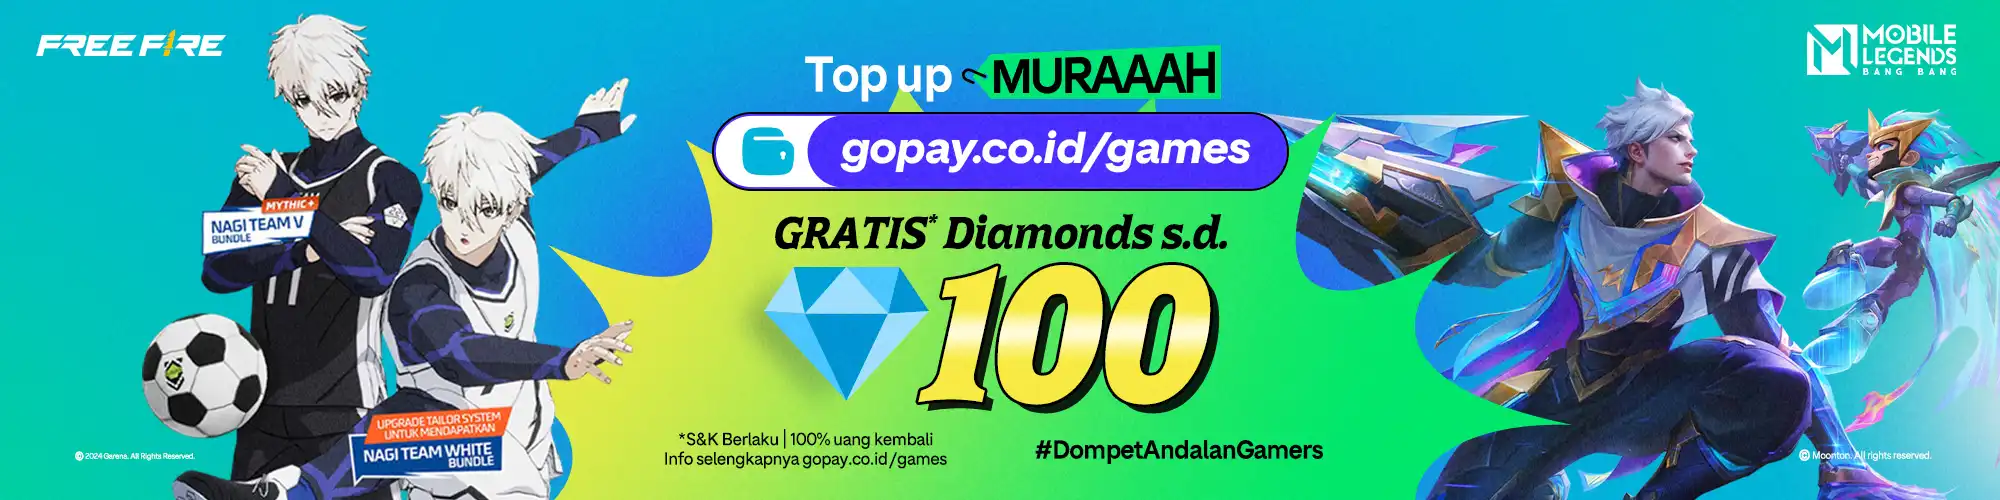 FREE FIRE
MOBILE
LEGENDS
BANG BANG
Top up MURAAAH
gopay.co.id/games
GRATIS* Diamonds s.d.
100
MYTHIC+
NAGI TEAM V
BUNDLE
11
UPGRADE TAILOR SYSTEM
UNTUK MENDAPATKAN
NAGI TEAM WHITE
BUNDLE
*S&K Berlaku | 100% uang kembali
Info selengkapnya gopay.co.id/games
#DompetAndalanGamers
© 2024 Garena. All Rights Reserved.
© Moonton. All rights reserved.